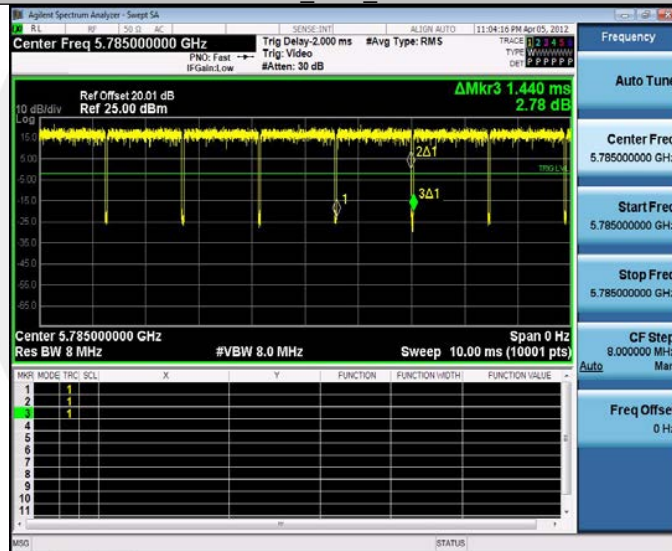 Agilent Spectrum Analyzer - Swept SA
RL RF 50 Ω AC SENSE:INT ALIGN AUTO 11:04:16 PM Apr 05, 2012
Center Freq 5.785000000 GHz
PNO: Fast
IFGain:Low
Trig Delay-2.000 ms
Trig: Video
#Atten: 30 dB
#Avg Type: RMS
TRACE 1 2 3 4 5
TYPE WWWWWW
DET P P P P P P
Frequency
Auto Tune
Ref Offset 20.01 dB
10 dB/div Ref 25.00 dBm
Log
ΔMkr3 1.440 ms
2.78 dB
15.0
5.00
-5.00
-15.0
-25.0
-35.0
-45.0
-55.0
-65.0
2Δ1
TRIG LVL
1
3Δ1
Center Freq
5.785000000 GHz
Start Freq
5.785000000 GHz
Stop Freq
5.785000000 GHz
CF Step
8.000000 MHz
Auto Man
Freq Offset
0 Hz
Center 5.785000000 GHz Span 0 Hz
Res BW 8 MHz #VBW 8.0 MHz Sweep 10.00 ms (10001 pts)
MKR MODE TRC SCL X Y FUNCTION FUNCTION WIDTH FUNCTION VALUE
1 1
2 1
3 1
4
5
6
7
8
9
10
11
MSG STATUS